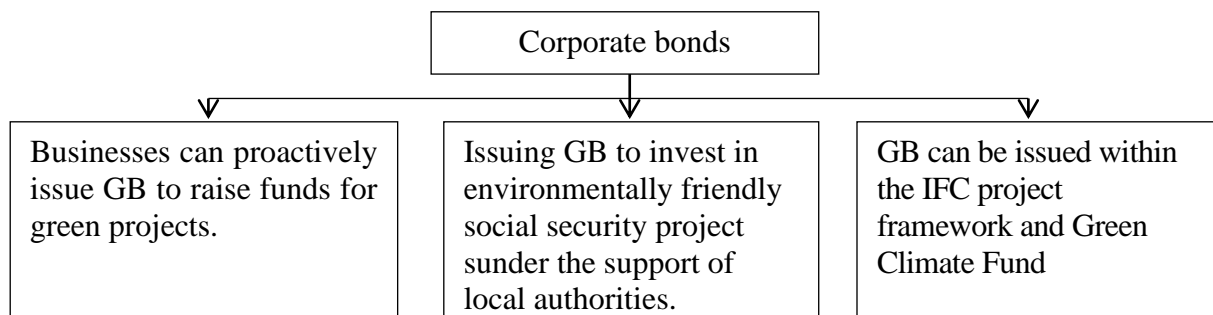 Corporate bonds
Businesses can proactively
issue GB to raise funds for
green projects.
Issuing GB to invest in
environmentally friendly
social security project
sunder the support of
local authorities.
GB can be issued within
the IFC project
framework and Green
Climate Fund